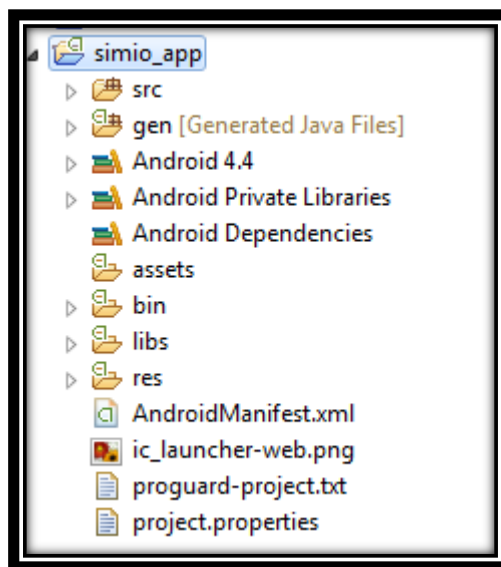 simio_app
src
gen [Generated Java Files]
Android 4.4
Android Private Libraries
Android Dependencies
assets
bin
libs
res
AndroidManifest.xml
ic_launcher-web.png
proguard-project.txt
project.properties